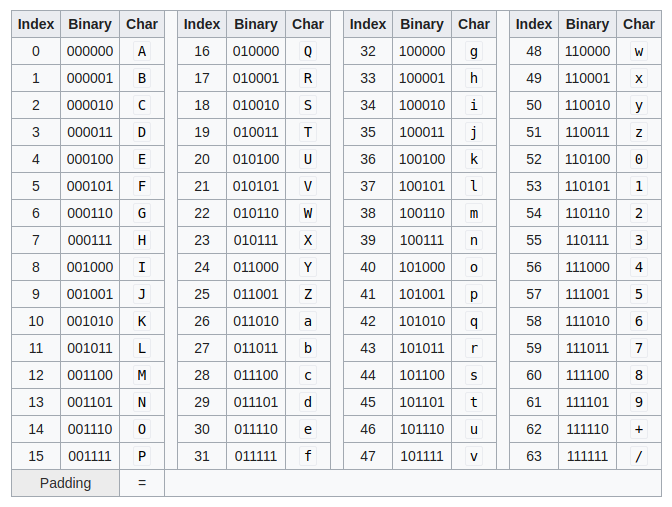 Index Binary Char Index Binary Char Index Binary Char Index Binary Char
0 000000 A 16 010000 Q 32 100000 g 48 110000 w
1 000001 B 17 010001 R 33 100001 h 49 110001 x
2 000010 C 18 010010 S 34 100010 i 50 110010 y
3 000011 D 19 010011 T 35 100011 j 51 110011 z
4 000100 E 20 010100 U 36 100100 k 52 110100 0
5 000101 F 21 010101 V 37 100101 l 53 110101 1
6 000110 G 22 010110 W 38 100110 m 54 110110 2
7 000111 H 23 010111 X 39 100111 n 55 110111 3
8 001000 I 24 011000 Y 40 101000 o 56 111000 4
9 001001 J 25 011001 Z 41 101001 p 57 111001 5
10 001010 K 26 011010 a 42 101010 q 58 111010 6
11 001011 L 27 011011 b 43 101011 r 59 111011 7
12 001100 M 28 011100 c 44 101100 s 60 111100 8
13 001101 N 29 011101 d 45 101101 t 61 111101 9
14 001110 O 30 011110 e 46 101110 u 62 111110 +
15 001111 P 31 011111 f 47 101111 v 63 111111 /
Padding =